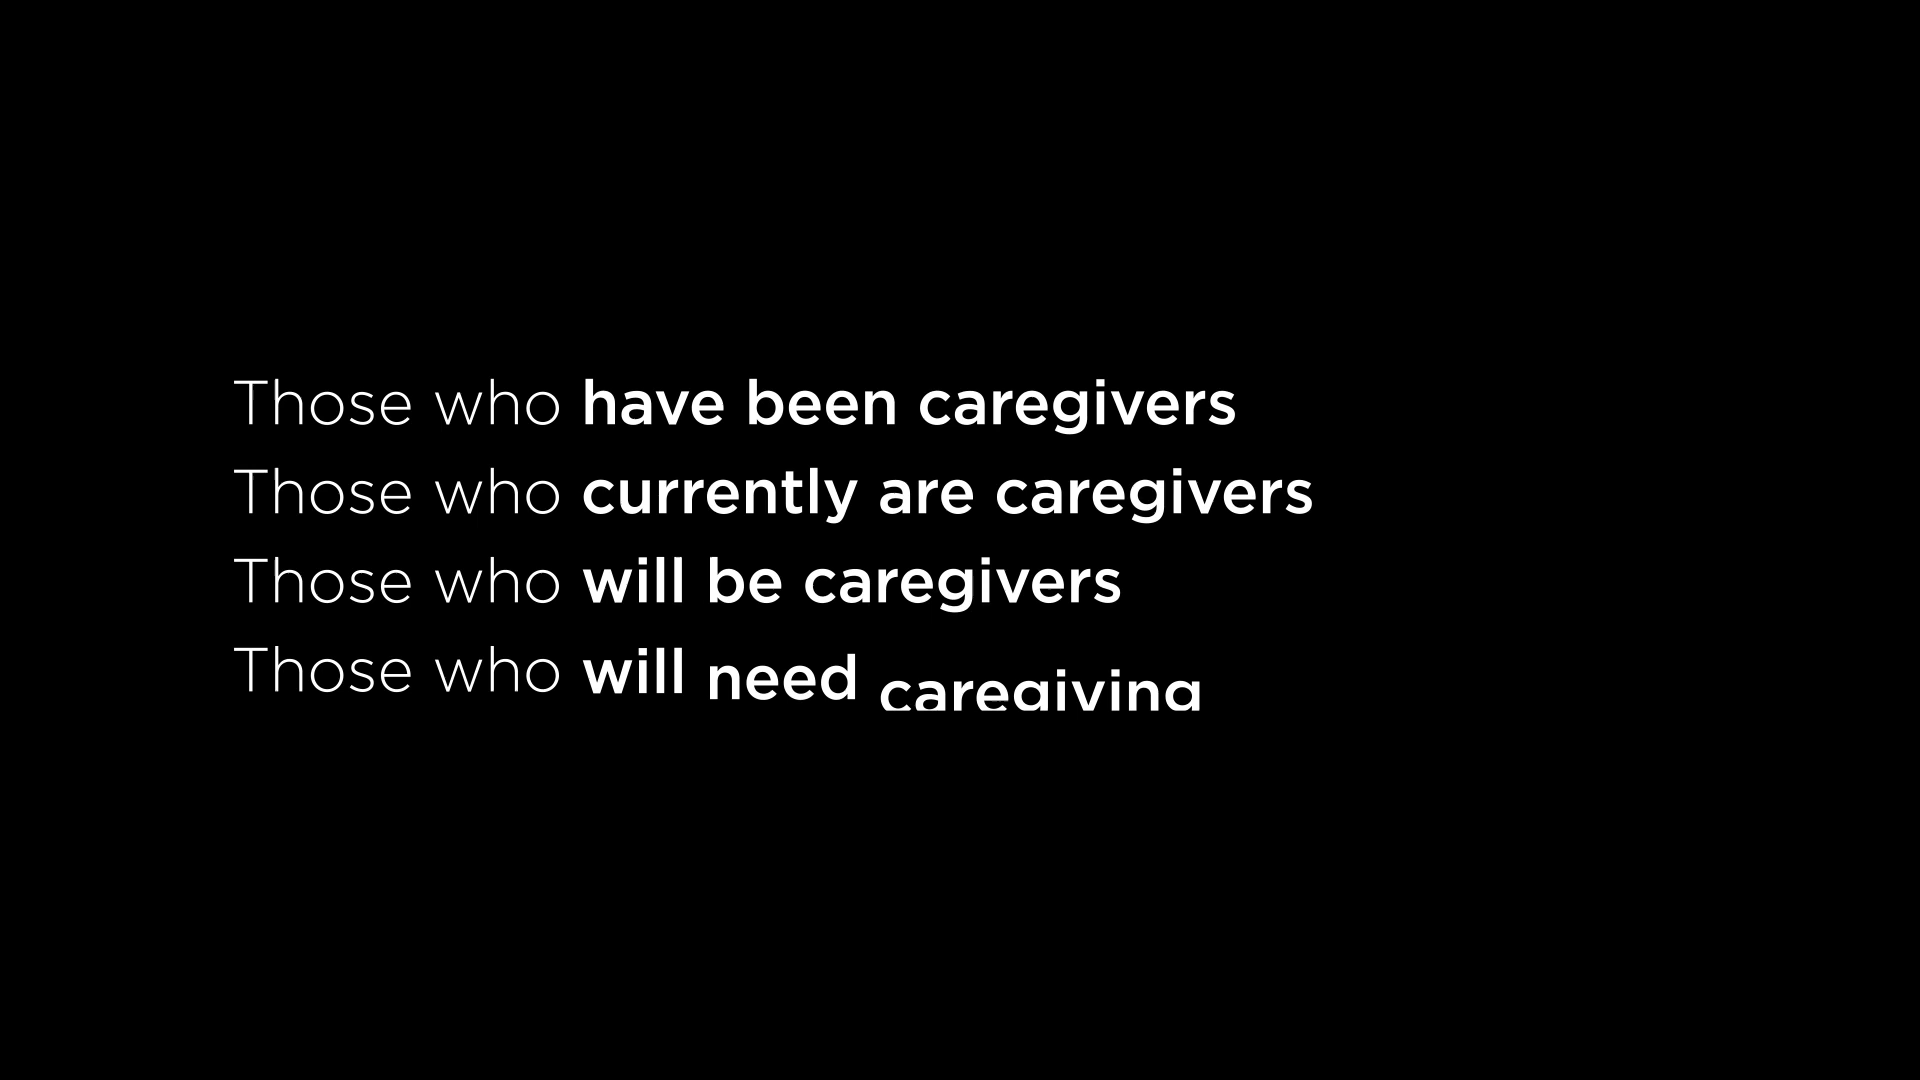 Those who have been caregivers
Those who currently are caregivers
Those who will be caregivers
Those who will need caregiving